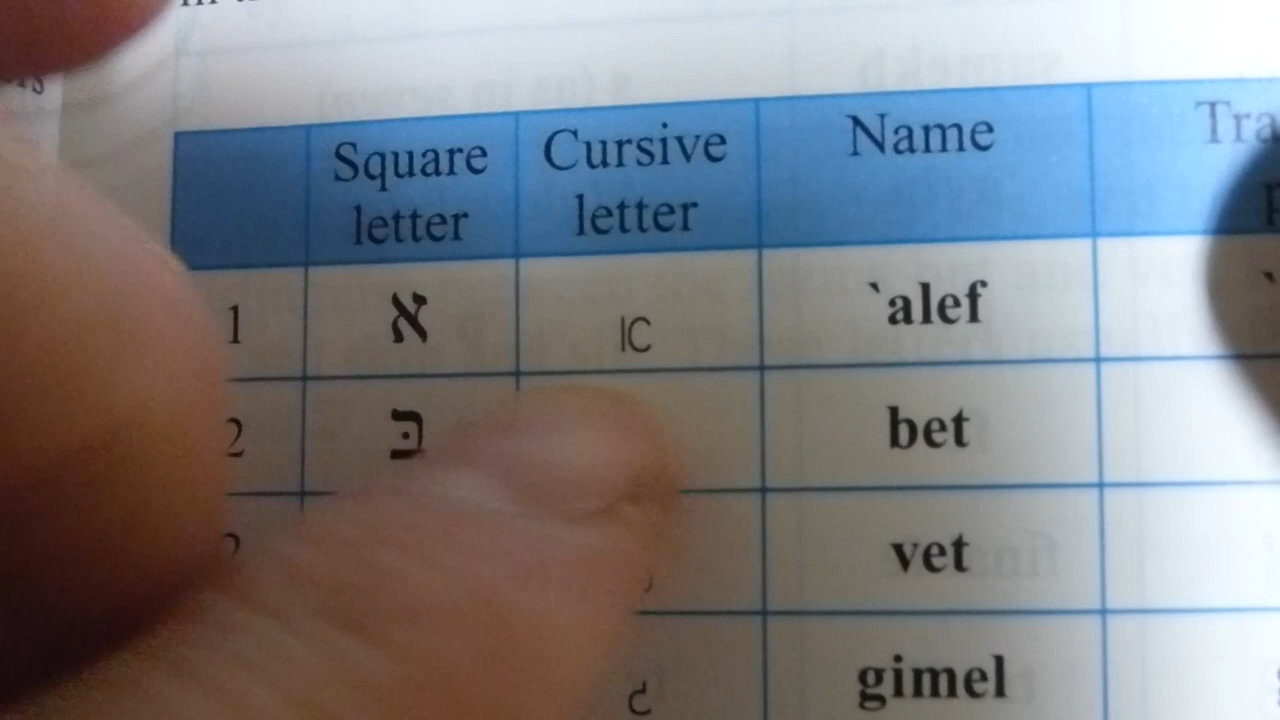 Square letter Cursive letter Name
1 א `alef
2 בּ bet
vet
gimel